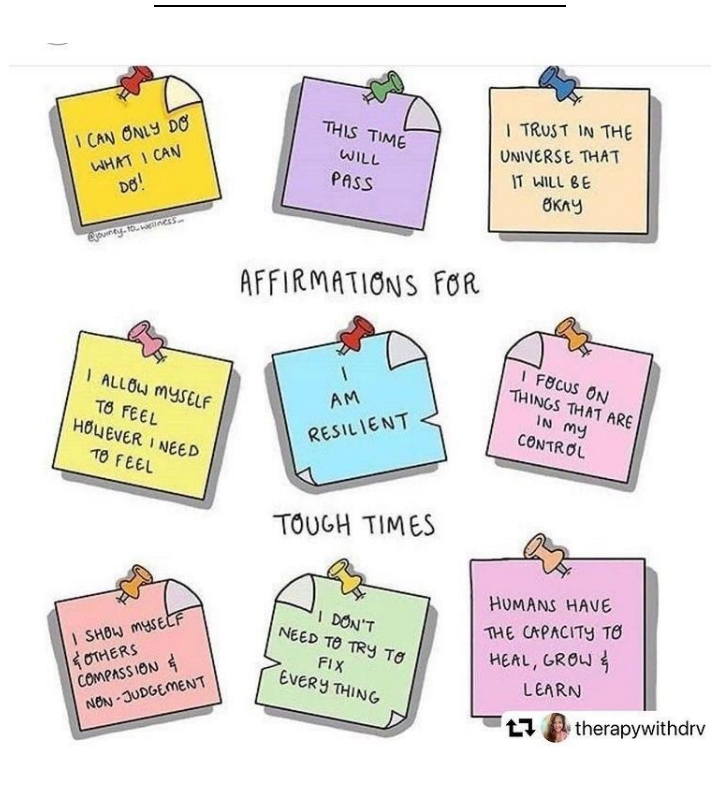 I CAN ONLY DO
WHAT I CAN
DO!
@journey_to_wellness_
THIS TIME
WILL
PASS
I TRUST IN THE
UNIVERSE THAT
IT WILL BE
OKAY
AFFIRMATIONS FOR
I ALLOW MYSELF
TO FEEL
HOWEVER I NEED
TO FEEL
I
AM
RESILIENT
I FOCUS ON
THINGS THAT ARE
IN MY
CONTROL
TOUGH TIMES
I SHOW MYSELF
& OTHERS
COMPASSION &
NON-JUDGEMENT
I DON'T
NEED TO TRY TO
FIX
EVERYTHING
HUMANS HAVE
THE CAPACITY TO
HEAL, GROW &
LEARN
therapywithdrv